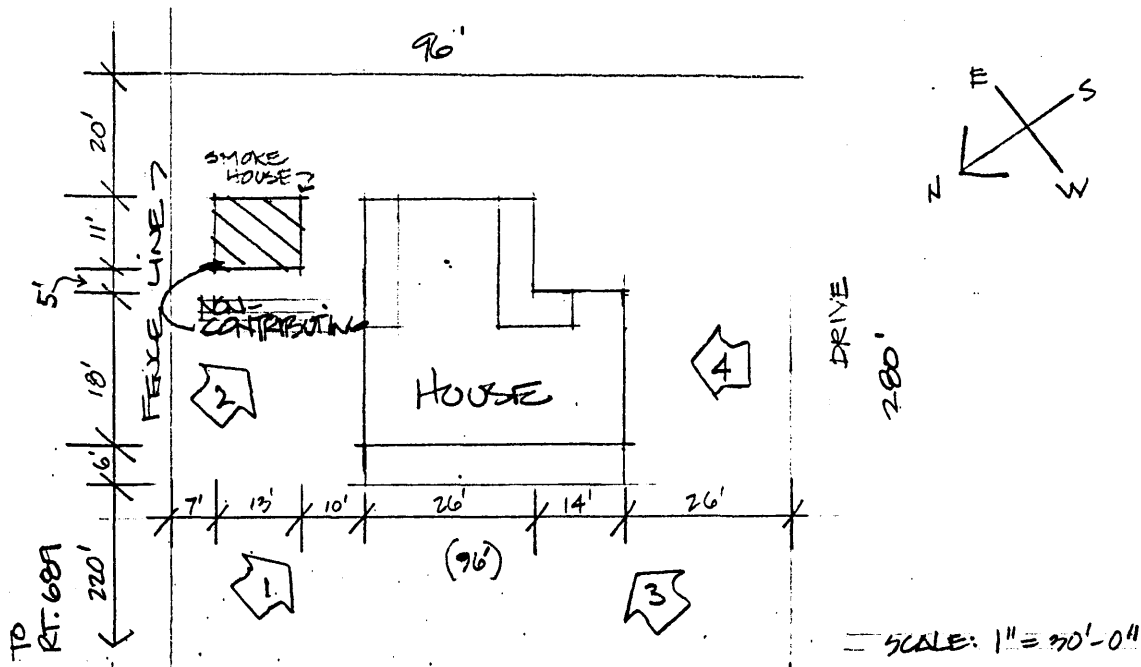 96'
E
S
N
W
20'
SMOKE
HOUSE
11'
5'
FENCE LINE
NON-
CONTRIBUTING
18'
2
HOUSE
4
DRIVE
280'
6'
7'
13'
10'
26'
14'
26'
(96')
220'
TO
RT. 689
1
3
SCALE: 1" = 30'-0"